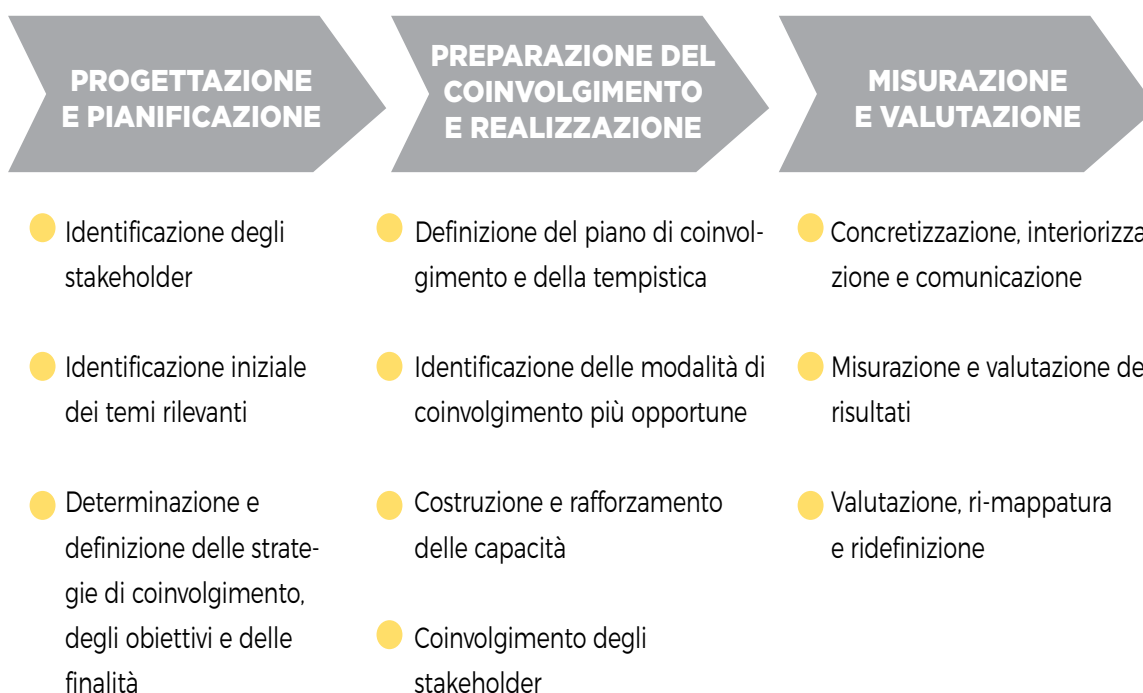 PROGETTAZIONE
E PIANIFICAZIONE
Identificazione degli
stakeholder
Identificazione iniziale
dei temi rilevanti
Determinazione e
definizione delle strate-
gie di coinvolgimento,
degli obiettivi e delle
finalità
PREPARAZIONE DEL
COINVOLGIMENTO
E REALIZZAZIONE
Definizione del piano di coinvol-
gimento e della tempistica
Identificazione delle modalità di
coinvolgimento più opportune
Costruzione e rafforzamento
delle capacità
Coinvolgimento degli
stakeholder
MISURAZIONE
E VALUTAZIONE
Concretizzazione, interiorizza
zione e comunicazione
Misurazione e valutazione de
risultati
Valutazione, ri-mappatura
e ridefinizione